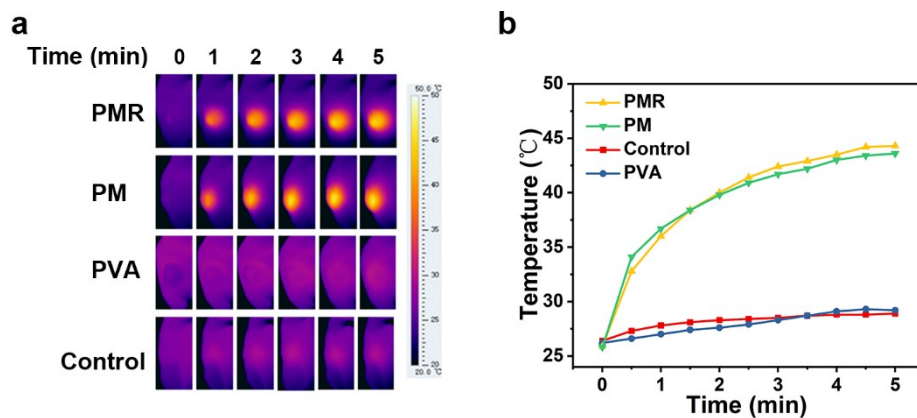 a
Time (min) 0 1 2 3 4 5
PMR
PM
PVA
Control
50.0 ℃
50
45
40
35
30
25
20
20.0 ℃
b
Temperature (℃)
50
45
40
35
30
25
PMR
PM
Control
PVA
0 1 2 3 4 5
Time (min)